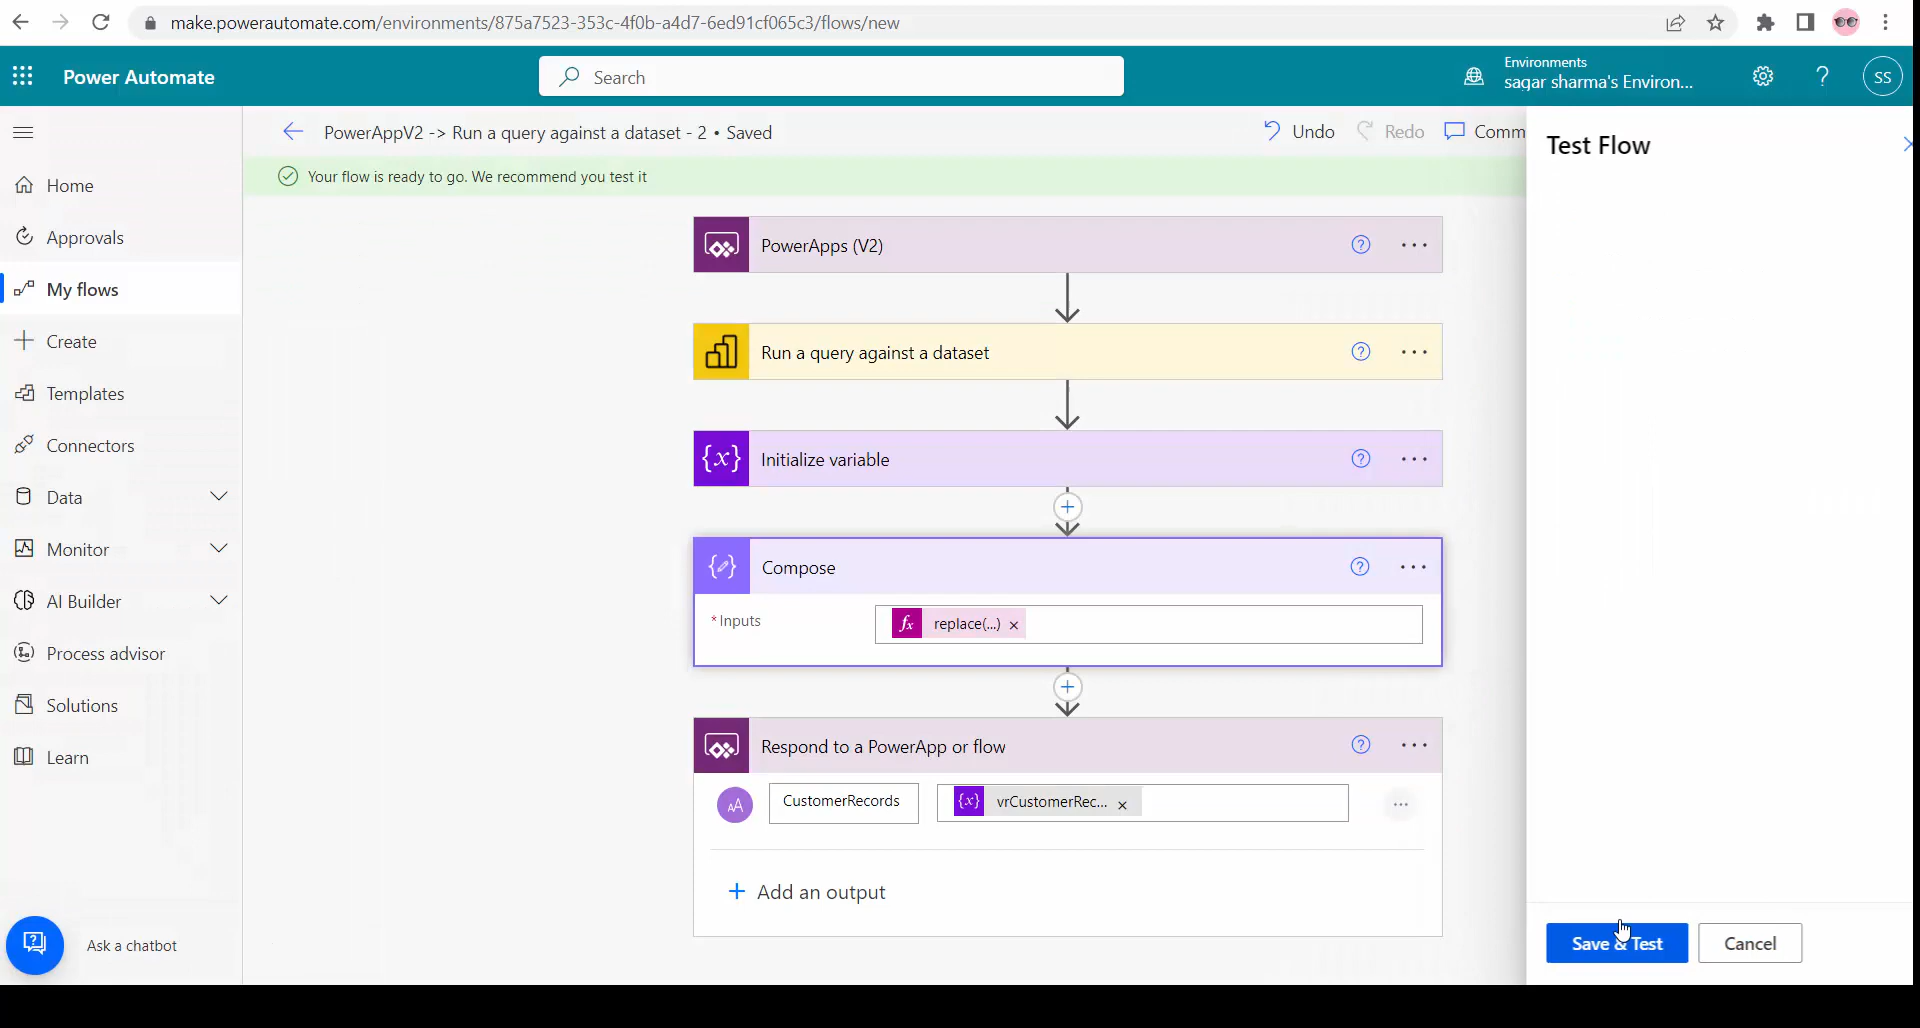 make.powerautomate.com/environments/875a7523-353c-4f0b-a4d7-6ed91cf065c3/flows/new
Power Automate
Search
Environments
sagar sharma's Environ...
?
SS
PowerAppV2 -> Run a query against a dataset - 2 • Saved
Undo
Redo
Comm
Test Flow
Your flow is ready to go. We recommend you test it
Home
Approvals
My flows
Create
Templates
Connectors
Data
Monitor
AI Builder
Process advisor
Solutions
Learn
Ask a chatbot
PowerApps (V2)
?
...
Run a query against a dataset
?
...
{x} Initialize variable
?
...
Compose
?
...
* Inputs
fx replace(...) ×
Respond to a PowerApp or flow
?
...
AA
CustomerRecords
{x} vrCustomerRec... ×
...
+ Add an output
Save & Test
Cancel